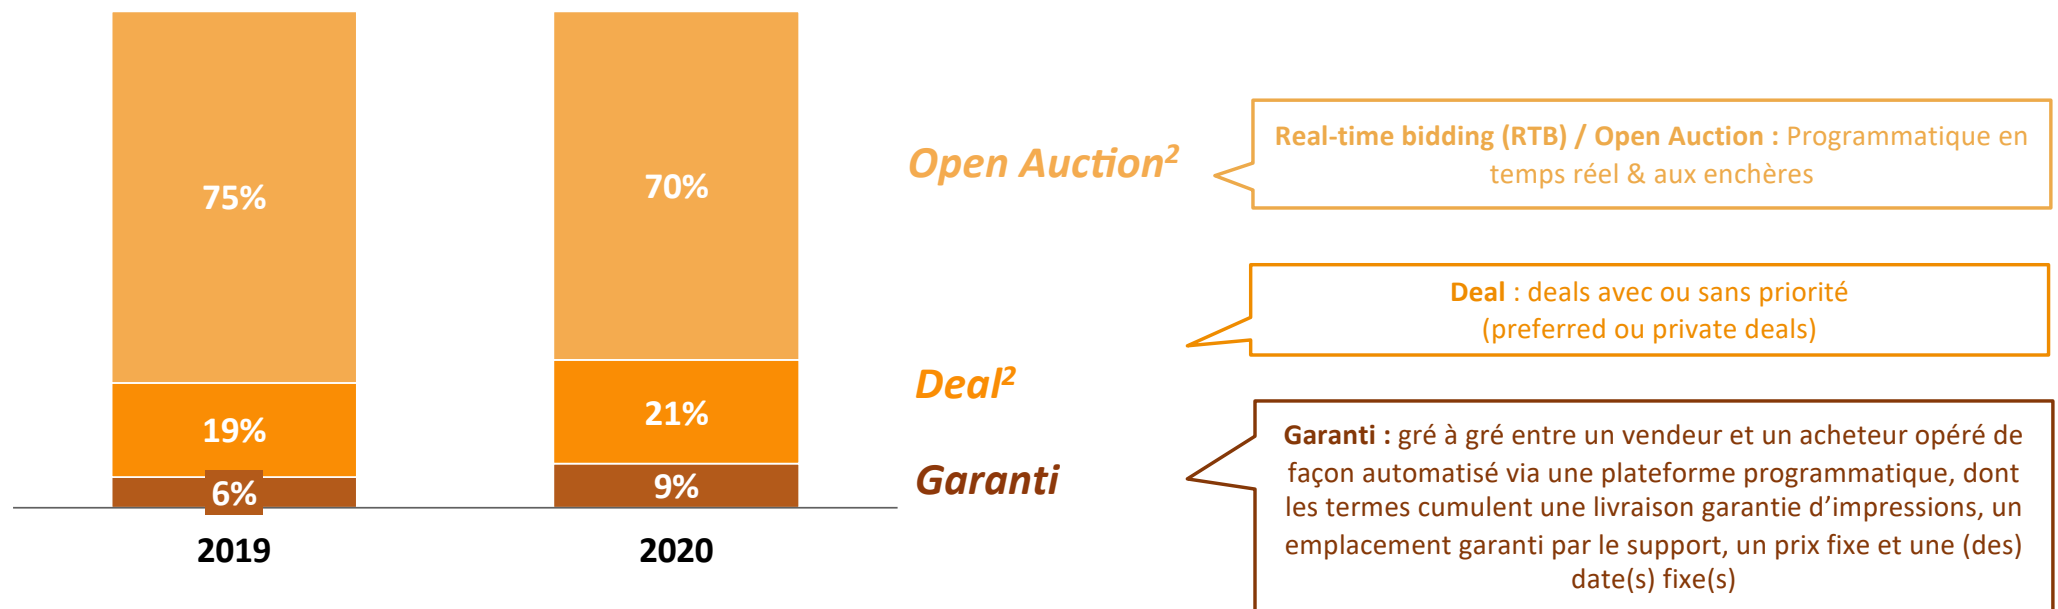 75%
19%
6%
2019
70%
21%
9%
2020
Open Auction²
Deal²
Garanti
Real-time bidding (RTB) / Open Auction : Programmatique en
temps réel & aux enchères
Deal : deals avec ou sans priorité
(preferred ou private deals)
Garanti : gré à gré entre un vendeur et un acheteur opéré de
façon automatisé via une plateforme programmatique, dont
les termes cumulent une livraison garantie d’impressions, un
emplacement garanti par le support, un prix fixe et une (des)
date(s) fixe(s)